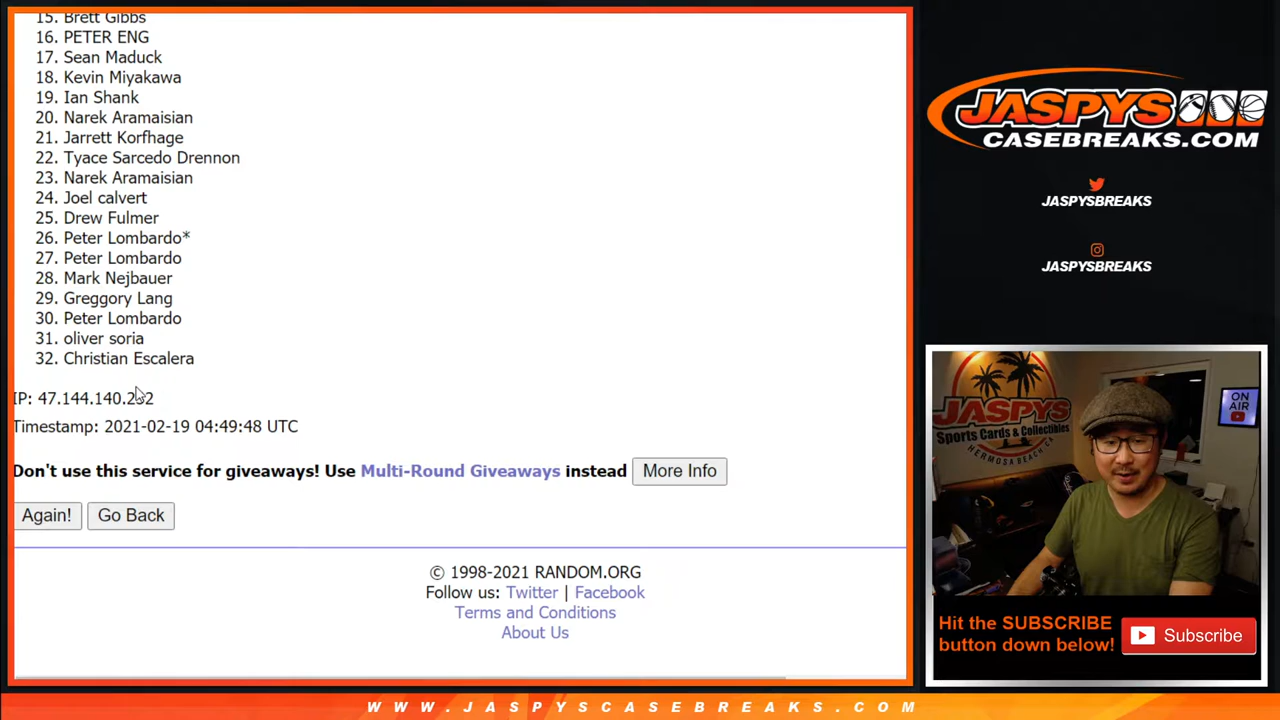 15. Brett Gibbs
16. PETER ENG
17. Sean Maduck
18. Kevin Miyakawa
19. Ian Shank
20. Narek Aramaisian
21. Jarrett Korfhage
22. Tyace Sarcedo Drennon
23. Narek Aramaisian
24. Joel calvert
25. Drew Fulmer
26. Peter Lombardo*
27. Peter Lombardo
28. Mark Nejbauer
29. Greggory Lang
30. Peter Lombardo
31. oliver soria
32. Christian Escalera
IP:
Timestamp: 2021-02-19 04:49:48 UTC
Don't use this service for giveaways! Use Multi-Round Giveaways instead More Info
Again! Go Back
© 1998-2021 RANDOM.ORG
Follow us: Twitter | Facebook
Terms and Conditions
About Us
JASPYS
CASEBREAKS.COM
JASPYSBREAKS
JASPYSBREAKS
JASPYS
Sports Cards & Collectibles
HERMOSA BEACH, CA
ON AIR
Hit the SUBSCRIBE
button down below!
Subscribe
WWW.JASPYSCASEBREAKS.COM